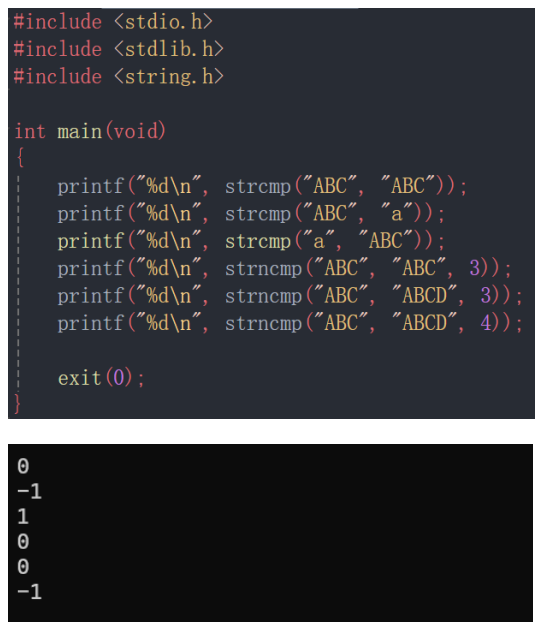 #include <stdio.h>
#include <stdlib.h>
#include <string.h>
int main(void)
{
printf("%d\n", strcmp("ABC", "ABC"));
printf("%d\n", strcmp("ABC", "a"));
printf("%d\n", strcmp("a", "ABC"));
printf("%d\n", strncmp("ABC", "ABC", 3));
printf("%d\n", strncmp("ABC", "ABCD", 3));
printf("%d\n", strncmp("ABC", "ABCD", 4));
exit(0);
}
0
-1
1
0
0
-1